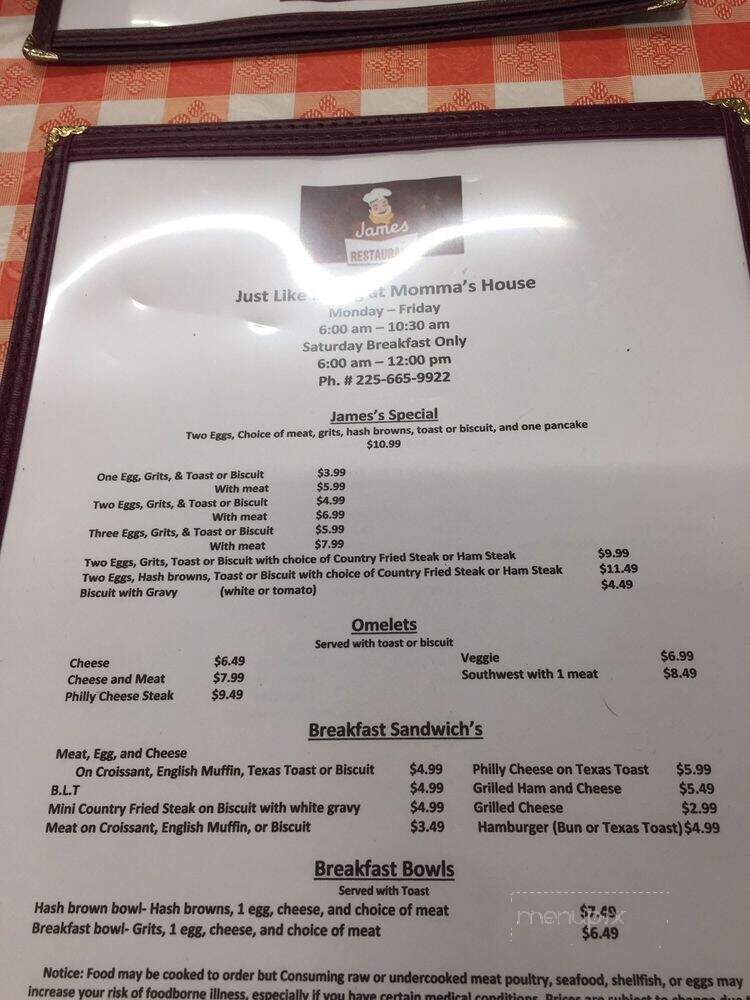 James
RESTAURA
Just Like at Momma's House
Monday – Friday
6:00 am – 10:30 am
Saturday Breakfast Only
6:00 am – 12:00 pm
Ph. # 225-665-9922
James's Special
Two Eggs, Choice of meat, grits, hash browns, toast or biscuit, and one pancake
$10.99
One Egg, Grits, & Toast or Biscuit $3.99
With meat $5.99
Two Eggs, Grits, & Toast or Biscuit $4.99
With meat $6.99
Three Eggs, Grits, & Toast or Biscuit $5.99
With meat $7.99
Two Eggs, Grits, Toast or Biscuit with choice of Country Fried Steak or Ham Steak $9.99
Two Eggs, Hash browns, Toast or Biscuit with choice of Country Fried Steak or Ham Steak $11.49
Biscuit with Gravy (white or tomato) $4.49
Omelets
Served with toast or biscuit
Cheese $6.49 Veggie $6.99
Cheese and Meat $7.99 Southwest with 1 meat $8.49
Philly Cheese Steak $9.49
Breakfast Sandwich's
Meat, Egg, and Cheese
On Croissant, English Muffin, Texas Toast or Biscuit $4.99 Philly Cheese on Texas Toast $5.99
B.L.T $4.99 Grilled Ham and Cheese $5.49
Mini Country Fried Steak on Biscuit with white gravy $4.99 Grilled Cheese $2.99
Meat on Croissant, English Muffin, or Biscuit $3.49 Hamburger (Bun or Texas Toast) $4.99
Breakfast Bowls
Served with Toast
Hash brown bowl- Hash browns, 1 egg, cheese, and choice of meat $7.49
Breakfast bowl- Grits, 1 egg, cheese, and choice of meat $6.49
menupix
Notice: Food may be cooked to order but Consuming raw or undercooked meat poultry, seafood, shellfish, or eggs may
increase your risk of foodborne illness, especially if you have certain medical conditions. Prices are subject to change